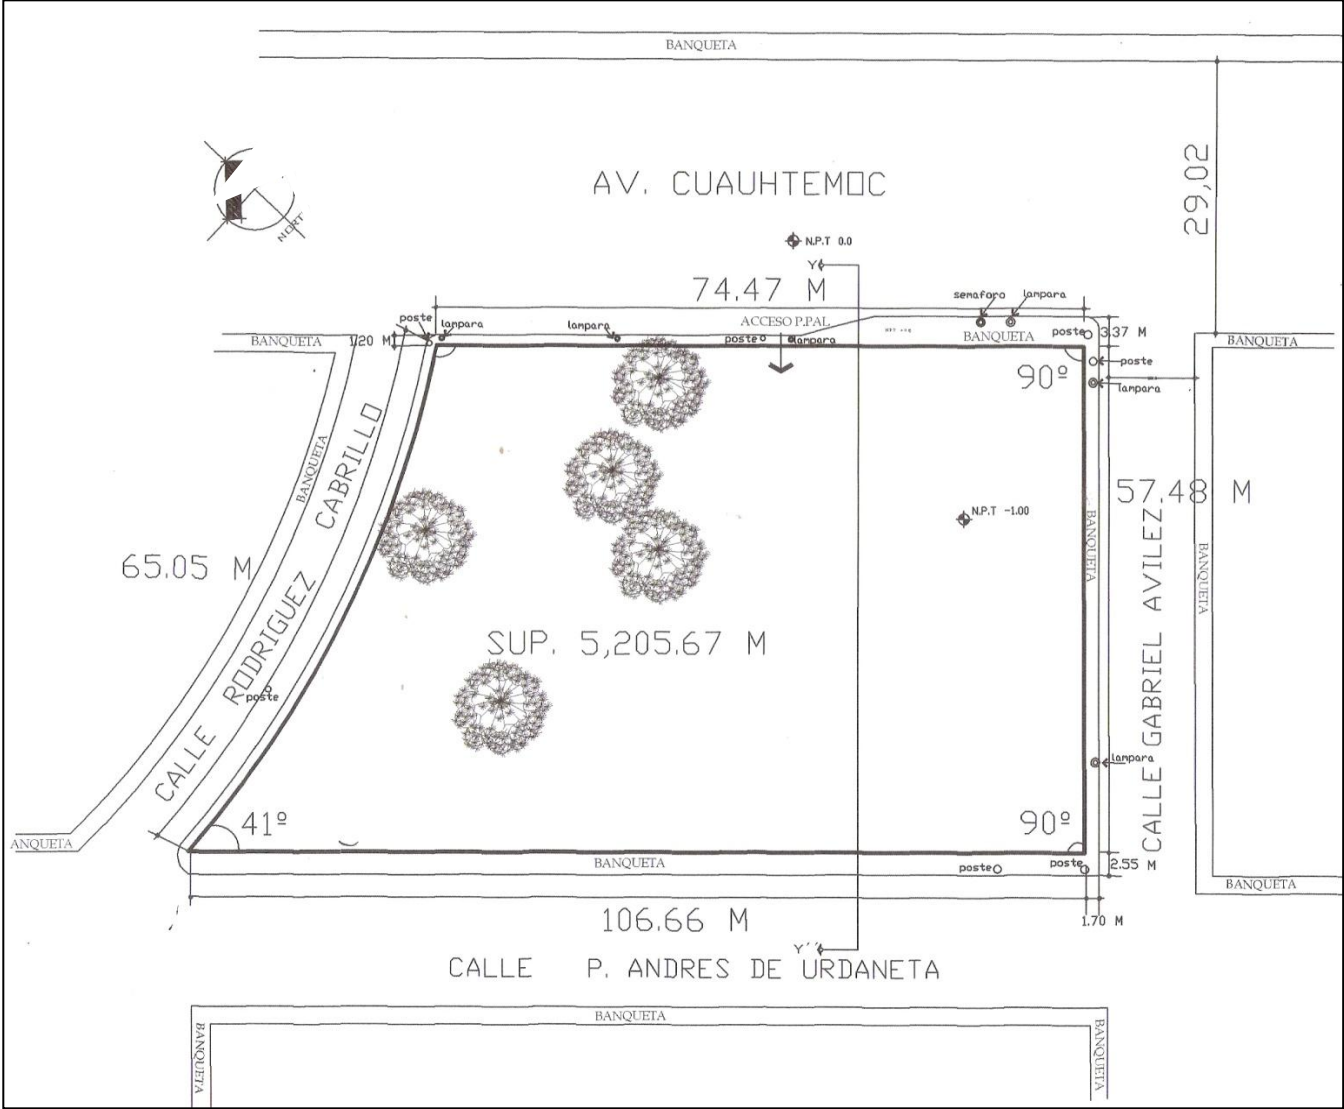 BANQUETA
29,02
AV. CUAUHTEMOC
NORT
N.P.T 0.0
Y
74.47 M
semaforo
lampara
poste
lampara
lampara
ACCESO P.PAL
BANQUETA
1.20 M
poste
lampara
BANQUETA
poste
3.37 M
BANQUETA
90º
poste
lampara
BANQUETA
CALLE RODRIGUEZ CABRILLO
57.48 M
N.P.T -1.00
BANQUETA
65.05 M
BANQUETA
CALLE GABRIEL AVILEZ
SUP. 5,205.67 M
poste
lampara
41º
90º
ANQUETA
BANQUETA
poste
poste
2.55 M
BANQUETA
106.66 M
1.70 M
Y´´
CALLE P. ANDRES DE URDANETA
BANQUETA
BANQUETA
BANQUETA